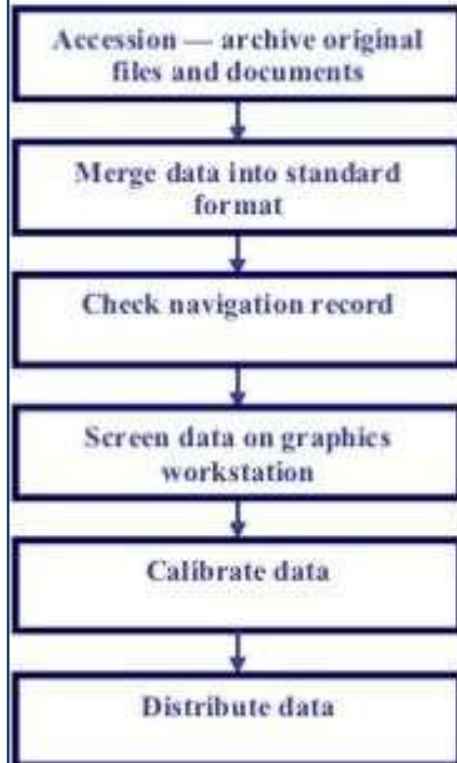 Accession — archive original
files and documents
Merge data into standard
format
Check navigation record
Screen data on graphics
workstation
Calibrate data
Distribute data